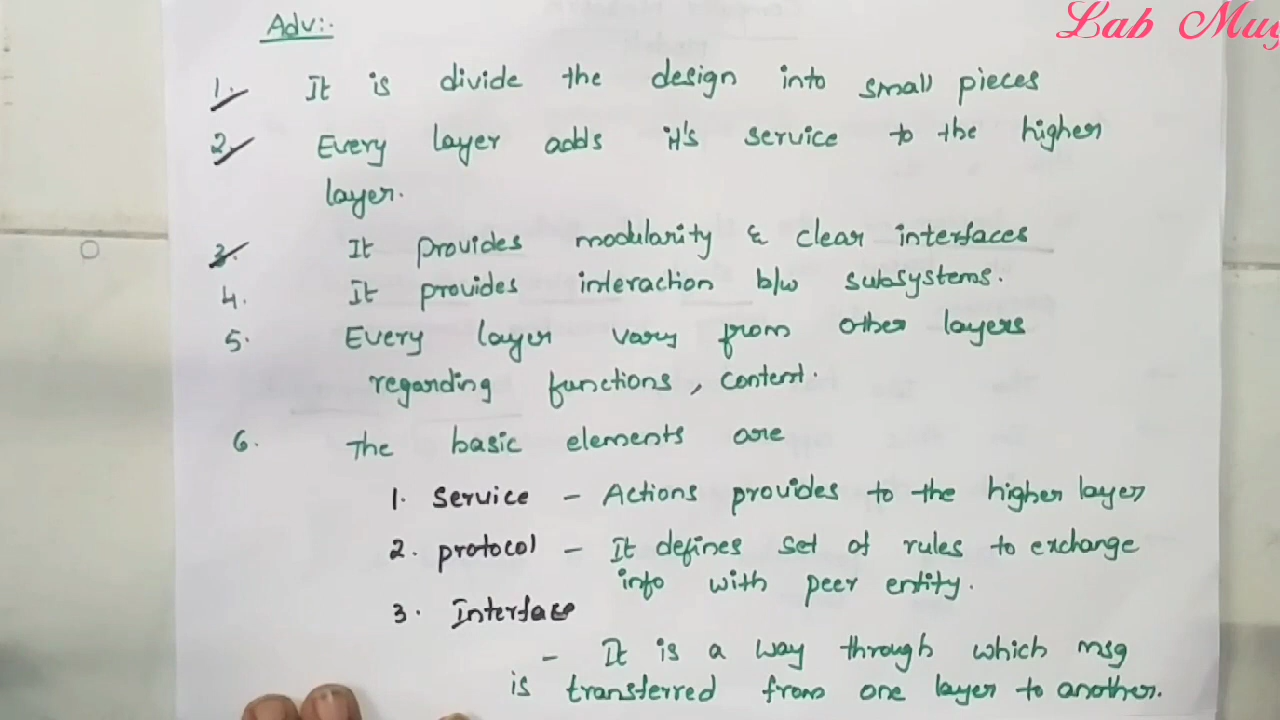 Lab Mug
Adv:-
1. It is divide the design into small pieces
2. Every layer adds it's service to the higher
layer.
3. It provides modularity & clear interfaces
4. It provides interaction b/w subsystems.
5. Every layer vary from other layers
regarding functions, content.
6. The basic elements are
1. Service - Actions provides to the higher layer
2. protocol - It defines set of rules to exchange
info with peer entity.
3. Interface
- It is a way through which msg
is transferred from one layer to another.